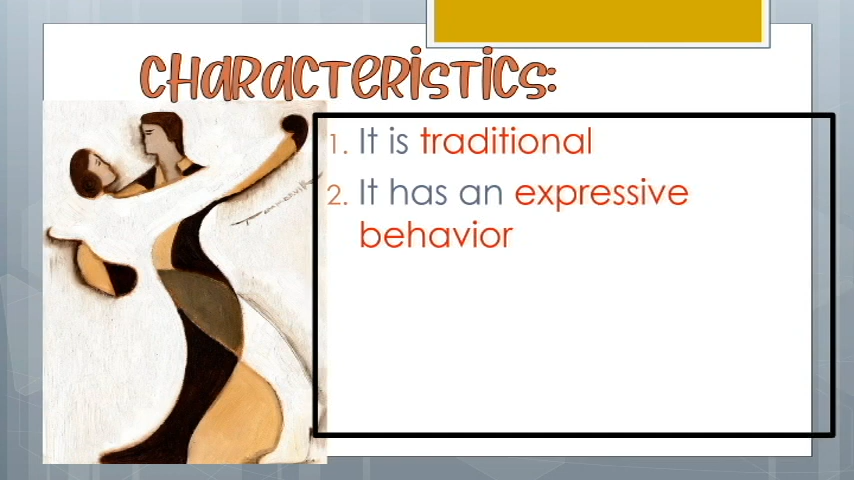 CHARACTERISTICS:
1. It is traditional
2. It has an expressive
behavior